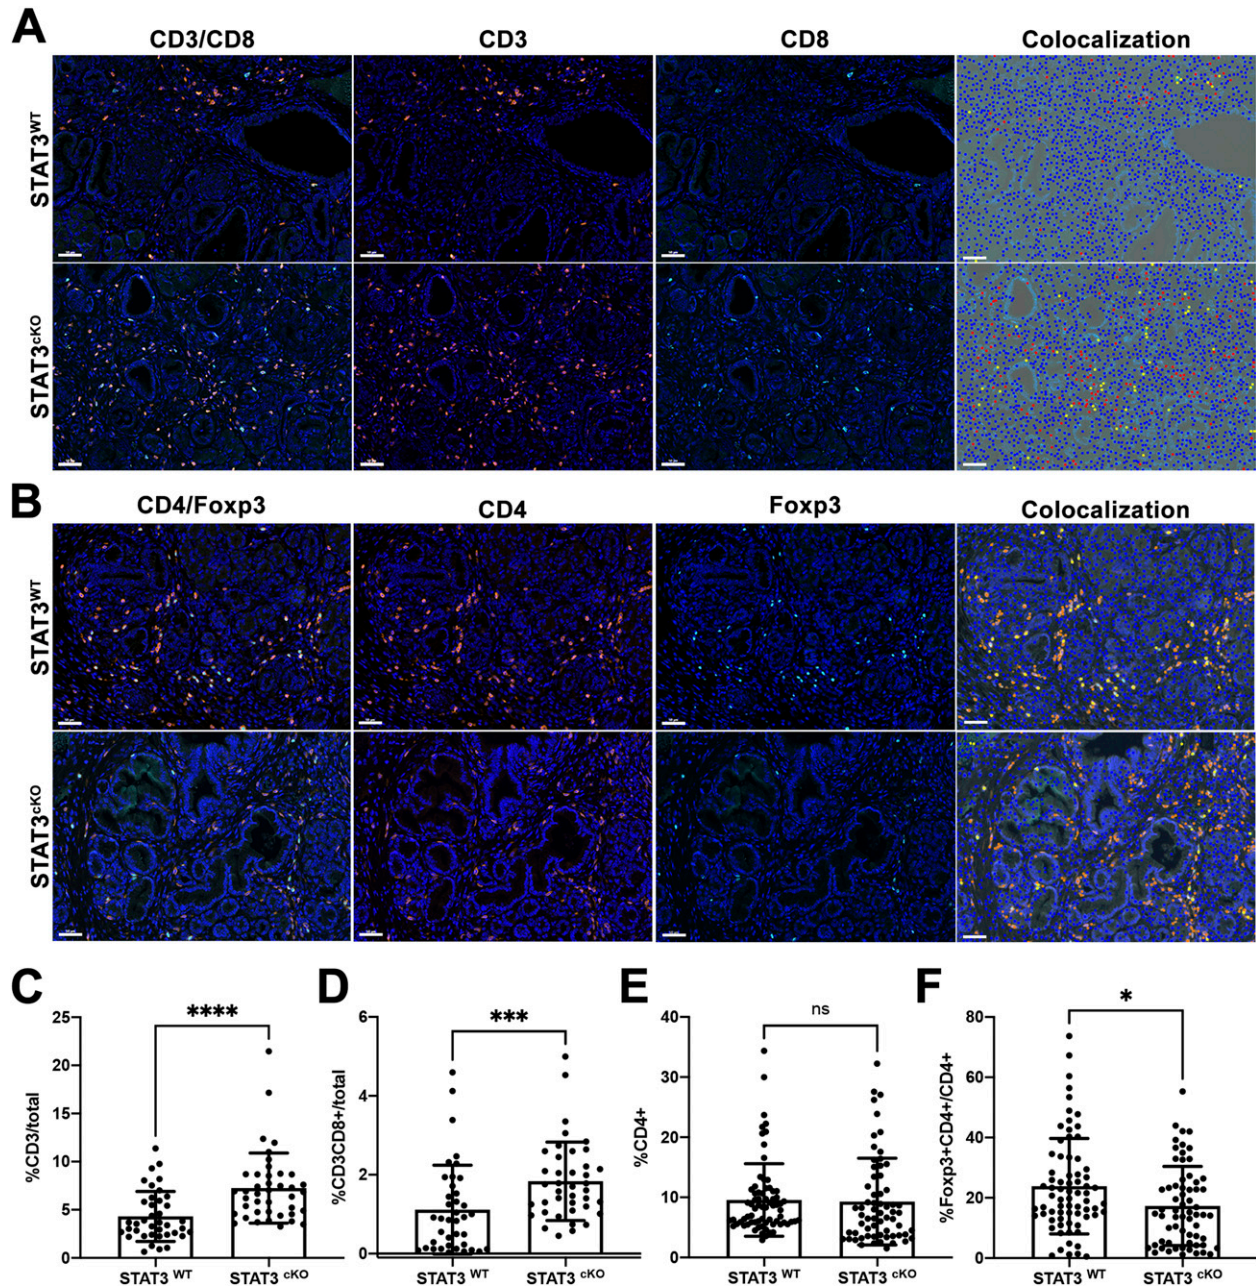 A
CD3/CD8 CD3 CD8 Colocalization
STAT3WT
STAT3cKO
B
CD4/Foxp3 CD4 Foxp3 Colocalization
STAT3WT
STAT3cKO
C
****
%CD3/total
25
20
15
10
5
0
STAT3 WT STAT3 cKO
D
***
%CD3CD8+/total
6
4
2
0
STAT3 WT STAT3 cKO
E
ns
%CD4+
40
30
20
10
0
STAT3 WT STAT3 cKO
F
*
%Foxp3+CD4+/CD4+
80
60
40
20
0
STAT3 WT STAT3 cKO